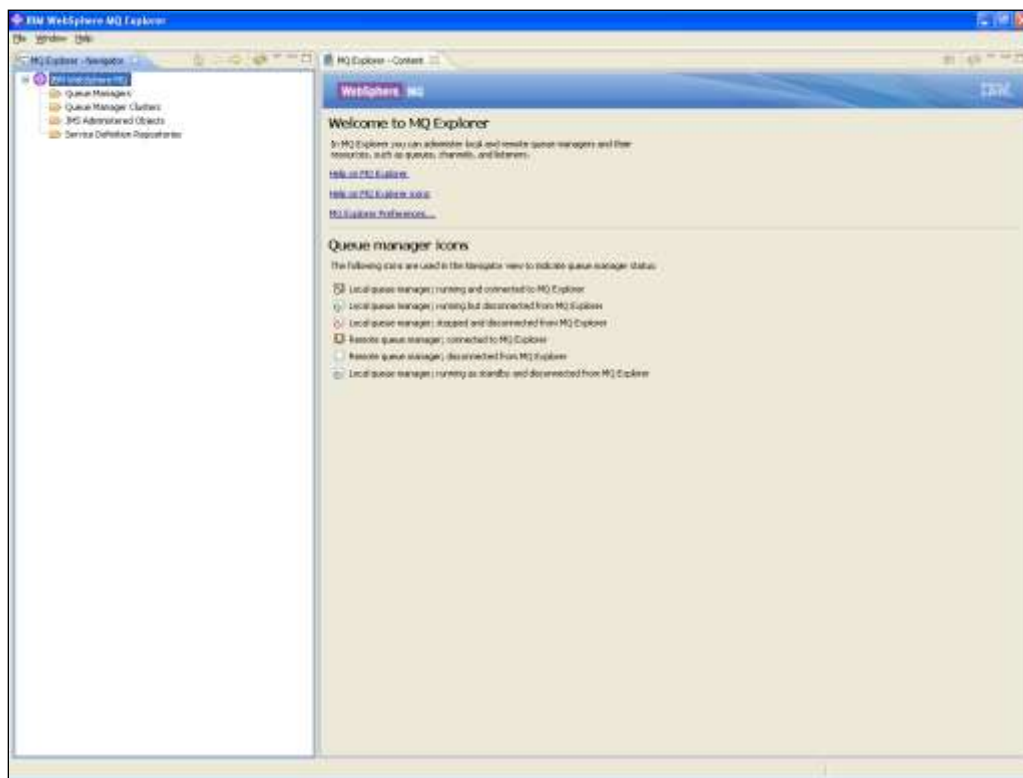 IBM WebSphere MQ Explorer
File Window Help
MQ Explorer - Navigator
IBM WebSphere MQ
Queue Managers
Queue Manager Clusters
JMS Administered Objects
Service Definition Repositories
MQ Explorer - Content
WebSphere MQ
IBM
Welcome to MQ Explorer
In MQ Explorer you can administer local and remote queue managers and their
resources, such as queues, channels, and listeners.
Help on MQ Explorer
Help on MQ Explorer icons
MQ Explorer Preferences...
Queue manager icons
The following icons are used in the Navigator view to indicate queue manager status:
Local queue manager; running and connected to MQ Explorer
Local queue manager; running but disconnected from MQ Explorer
Local queue manager; stopped and disconnected from MQ Explorer
Remote queue manager; connected to MQ Explorer
Remote queue manager; disconnected from MQ Explorer
Local queue manager; running as standby and disconnected from MQ Explorer